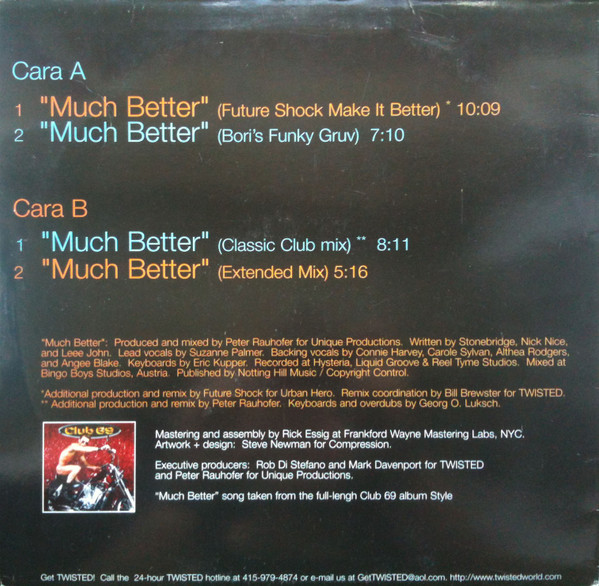 Cara A
1 "Much Better" (Future Shock Make It Better) * 10:09
2 "Much Better" (Bori's Funky Gruv) 7:10
Cara B
1 "Much Better" (Classic Club mix) ** 8:11
2 "Much Better" (Extended Mix) 5:16
"Much Better": Produced and mixed by Peter Rauhofer for Unique Productions. Written by Stonebridge, Nick Nice,
and Leee John. Lead vocals by Suzanne Palmer. Backing vocals by Connie Harvey, Carole Sylvan, Althea Rodgers,
and Angee Blake. Keyboards by Eric Kupper. Recorded at Hysteria, Liquid Groove & Reel Tyme Studios. Mixed at
Bingo Boys Studios, Austria. Published by Notting Hill Music / Copyright Control.
*Additional production and remix by Future Shock for Urban Hero. Remix coordination by Bill Brewster for TWISTED.
** Additional production and remix by Peter Rauhofer. Keyboards and overdubs by Georg O. Luksch.
Club 69
Mastering and assembly by Rick Essig at Frankford Wayne Mastering Labs, NYC.
Artwork + design: Steve Newman for Compression.
Executive producers: Rob Di Stefano and Mark Davenport for TWISTED
and Peter Rauhofer for Unique Productions.
"Much Better" song taken from the full-lengh Club 69 album Style
Get TWISTED! Call the 24-hour TWISTED hotline at 415-979-4874 or e-mail us at GetTWISTED@aol.com. http://www.twistedworld.com/